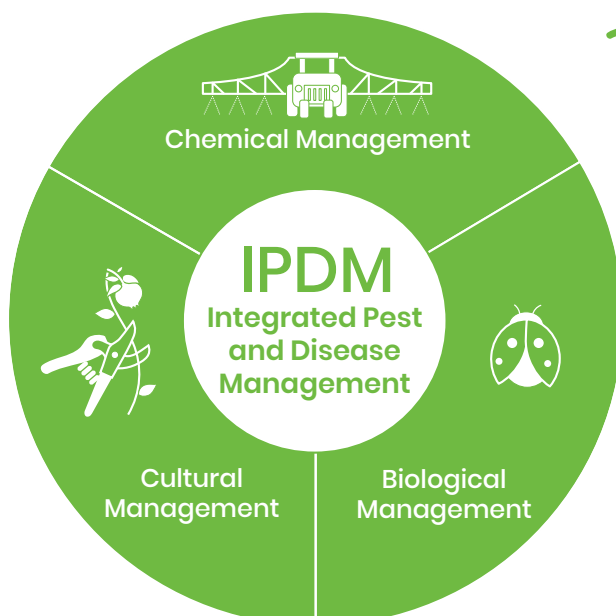 Chemical Management
IPDM
Integrated Pest
and Disease
Management
Cultural
Management
Biological
Management